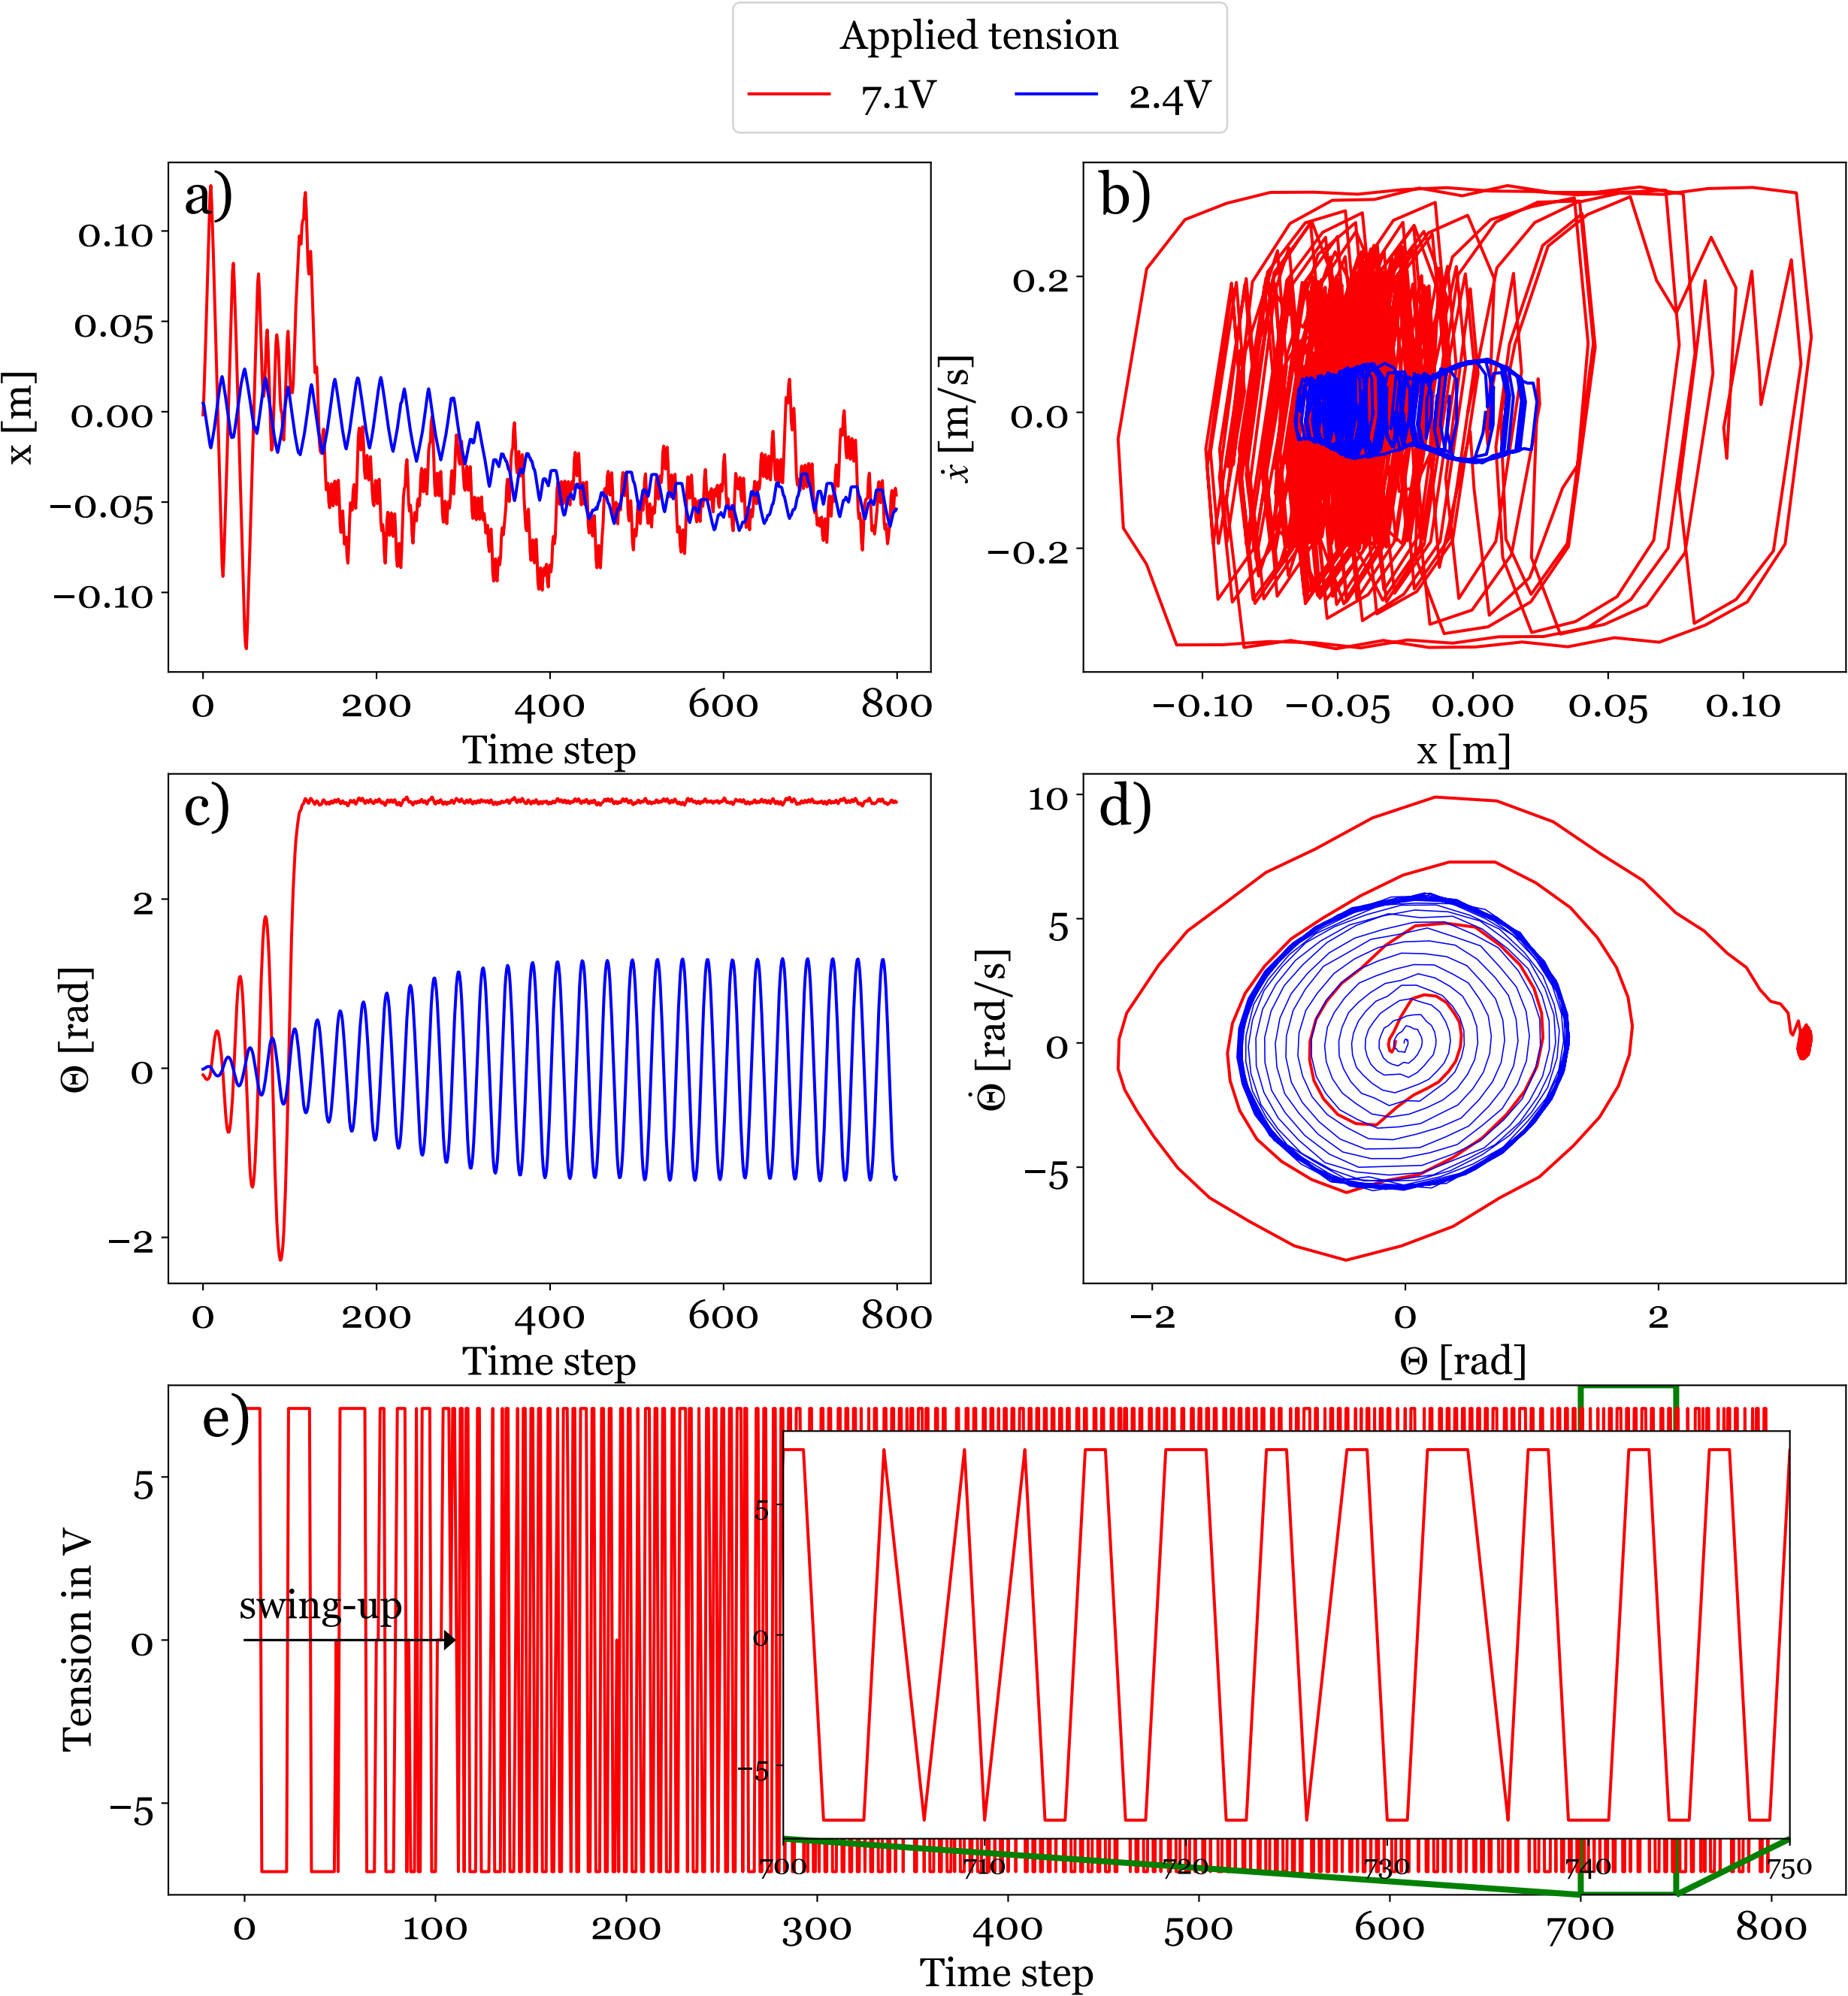 Applied tension
7.1V 2.4V
a)
0.10
0.05
0.00
−0.05
−0.10
x [m]
0 200 400 600 800
Time step
b)
0.2
0.0
−0.2
ẋ [m/s]
−0.10 −0.05 0.00 0.05 0.10
x [m]
c)
2
0
−2
Θ [rad]
0 200 400 600 800
Time step
d)
10
5
0
−5
Θ̇ [rad/s]
−2 0 2
Θ [rad]
e)
5
0
−5
Tension in V
swing-up
5
0
−5
700 710 720 730 740 750
0 100 200 300 400 500 600 700 800
Time step